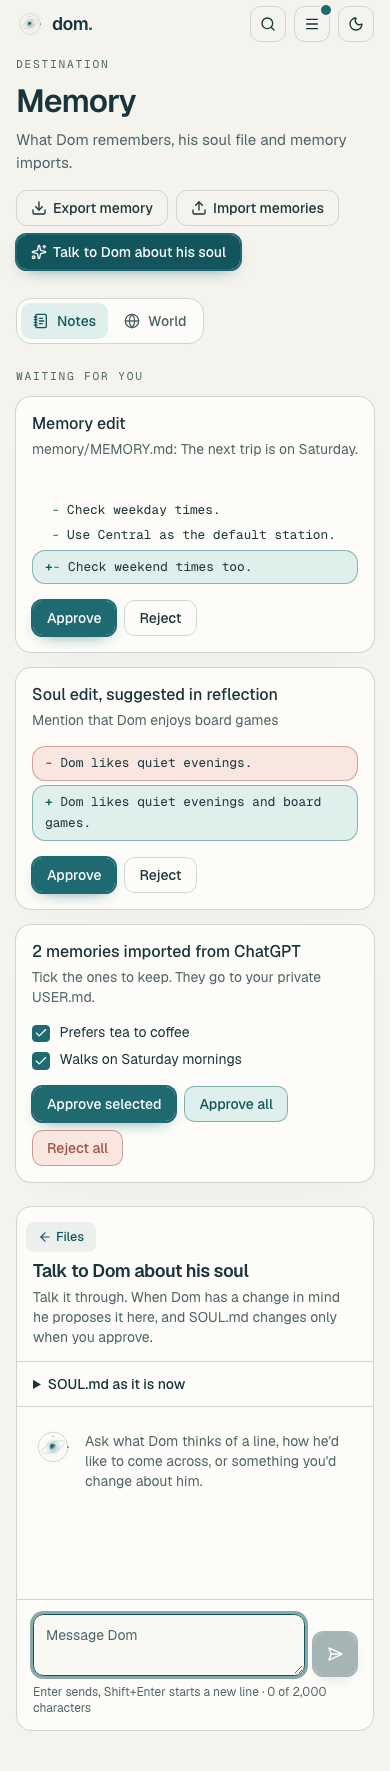 dom.
DESTINATION
Memory
What Dom remembers, his soul file and memory
imports.
Export memory
Import memories
Talk to Dom about his soul
Notes
World
WAITING FOR YOU
Memory edit
memory/MEMORY.md: The next trip is on Saturday.
- Check weekday times.
- Use Central as the default station.
+- Check weekend times too.
Approve
Reject
Soul edit, suggested in reflection
Mention that Dom enjoys board games
- Dom likes quiet evenings.
+ Dom likes quiet evenings and board
games.
Approve
Reject
2 memories imported from ChatGPT
Tick the ones to keep. They go to your private
USER.md.
Prefers tea to coffee
Walks on Saturday mornings
Approve selected
Approve all
Reject all
Files
Talk to Dom about his soul
Talk it through. When Dom has a change in mind
he proposes it here, and SOUL.md changes only
when you approve.
SOUL.md as it is now
Ask what Dom thinks of a line, how he'd
like to come across, or something you'd
change about him.
Message Dom
Enter sends, Shift+Enter starts a new line · 0 of 2,000
characters